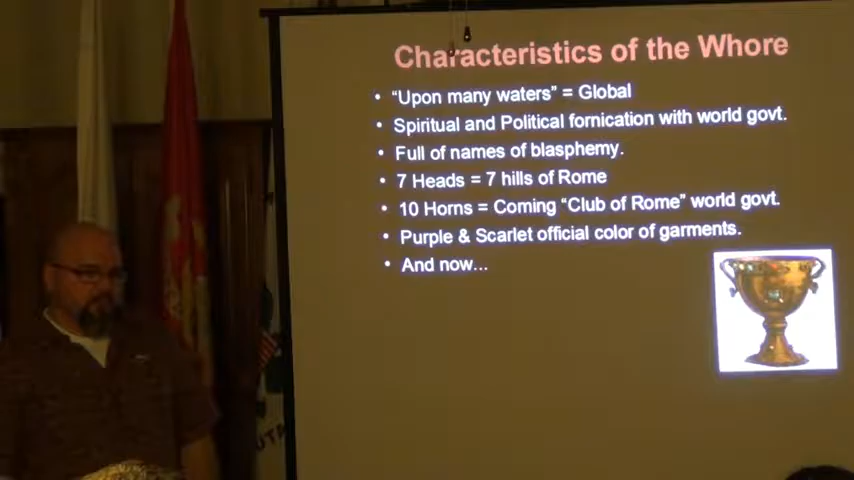 Characteristics of the Whore
• "Upon many waters" = Global
• Spiritual and Political fornication with world govt.
• Full of names of blasphemy.
• 7 Heads = 7 hills of Rome
• 10 Horns = Coming "Club of Rome" world govt.
• Purple & Scarlet official color of garments.
• And now...